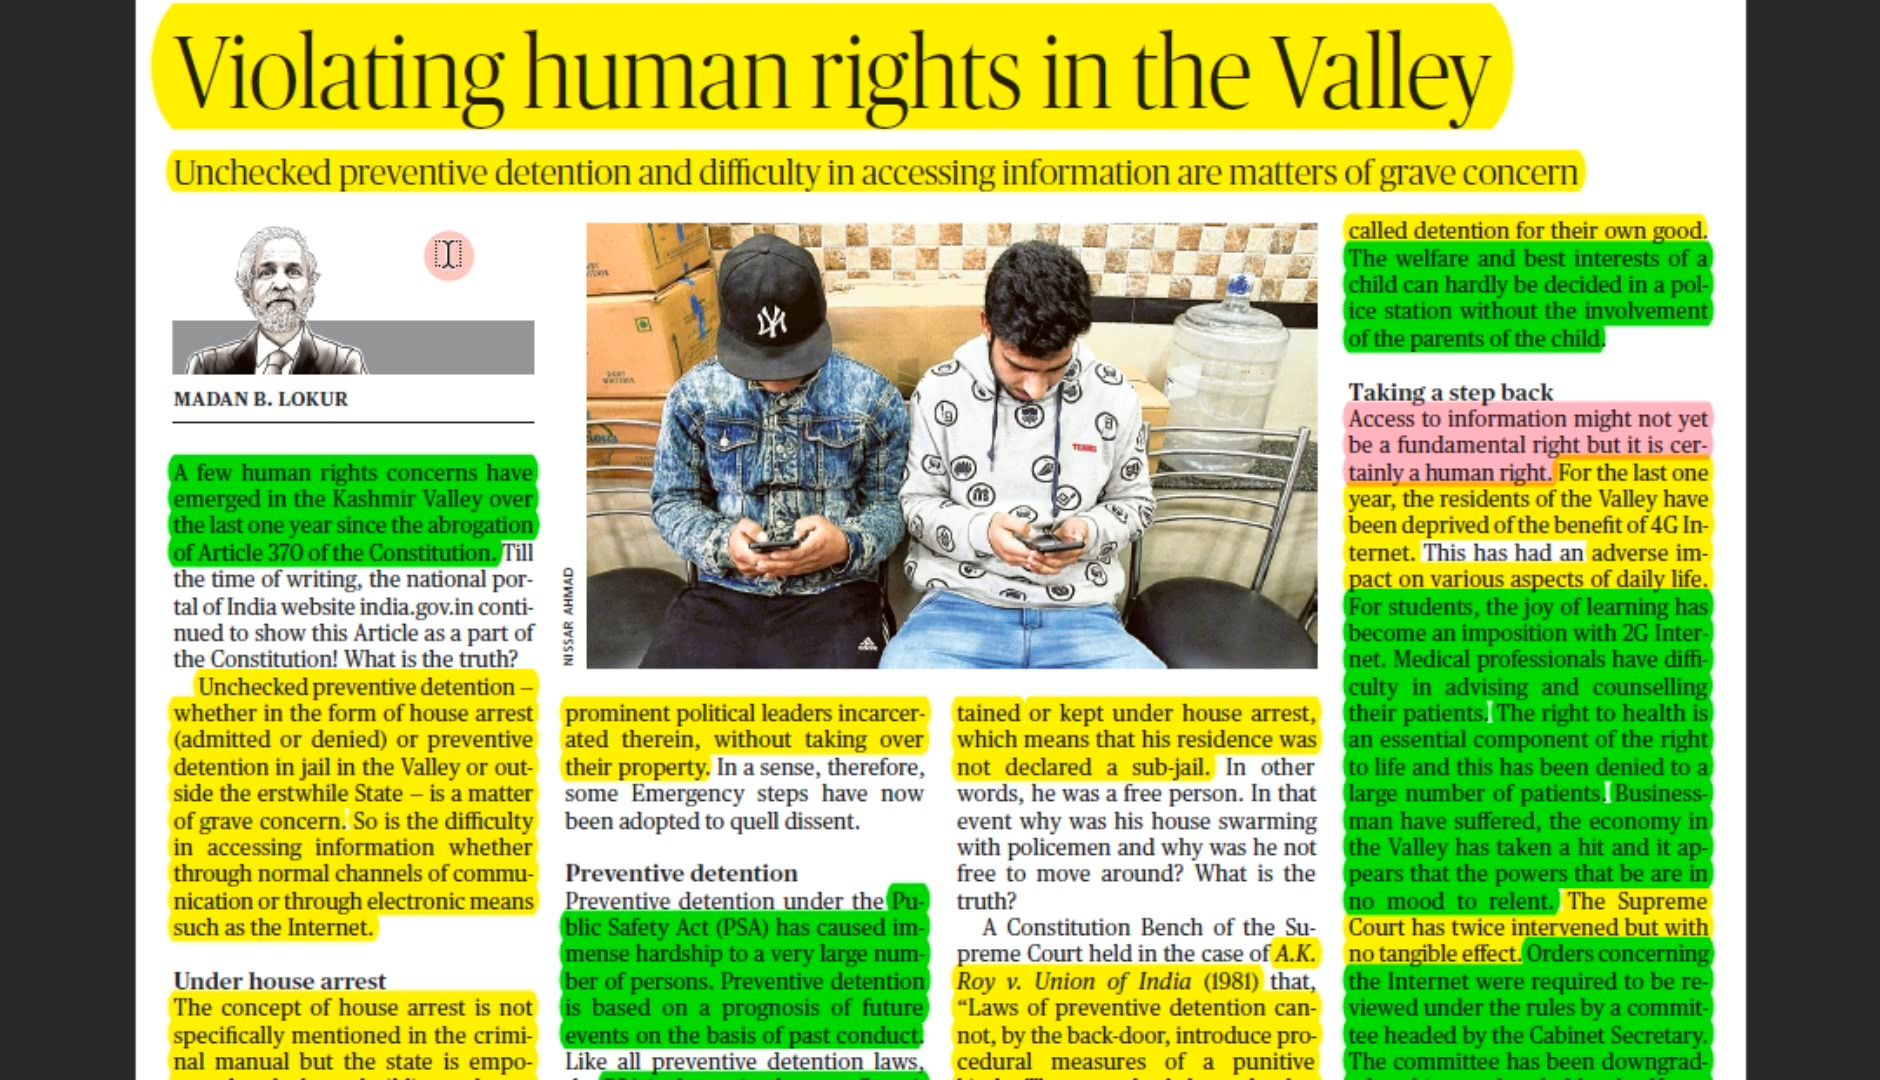 Violating human rights in the Valley
Unchecked preventive detention and difficulty in accessing information are matters of grave concern
MADAN B. LOKUR
A few human rights concerns have
emerged in the Kashmir Valley over
the last one year since the abrogation
of Article 370 of the Constitution. Till
the time of writing, the national por-
tal of India website india.gov.in conti-
nued to show this Article as a part of
the Constitution! What is the truth?
Unchecked preventive detention –
whether in the form of house arrest
(admitted or denied) or preventive
detention in jail in the Valley or out-
side the erstwhile State – is a matter
of grave concern. So is the difficulty
in accessing information whether
through normal channels of commu-
nication or through electronic means
such as the Internet.
Under house arrest
The concept of house arrest is not
specifically mentioned in the crimi-
nal manual but the state is empo-
NISSAR AHMAD
TEAMS
adidas
prominent political leaders incarcer-
ated therein, without taking over
their property. In a sense, therefore,
some Emergency steps have now
been adopted to quell dissent.
Preventive detention
Preventive detention under the Pu-
blic Safety Act (PSA) has caused im-
mense hardship to a very large num-
ber of persons. Preventive detention
is based on a prognosis of future
events on the basis of past conduct.
Like all preventive detention laws,
tained or kept under house arrest,
which means that his residence was
not declared a sub-jail. In other
words, he was a free person. In that
event why was his house swarming
with policemen and why was he not
free to move around? What is the
truth?
A Constitution Bench of the Su-
preme Court held in the case of A.K.
Roy v. Union of India (1981) that,
“Laws of preventive detention can-
not, by the back-door, introduce pro-
cedural measures of a punitive
called detention for their own good.
The welfare and best interests of a
child can hardly be decided in a pol-
ice station without the involvement
of the parents of the child.
Taking a step back
Access to information might not yet
be a fundamental right but it is cer-
tainly a human right. For the last one
year, the residents of the Valley have
been deprived of the benefit of 4G In-
ternet. This has had an adverse im-
pact on various aspects of daily life.
For students, the joy of learning has
become an imposition with 2G Inter-
net. Medical professionals have diffi-
culty in advising and counselling
their patients. The right to health is
an essential component of the right
to life and this has been denied to a
large number of patients. Business-
man have suffered, the economy in
the Valley has taken a hit and it ap-
pears that the powers that be are in
no mood to relent. The Supreme
Court has twice intervened but with
no tangible effect. Orders concerning
the Internet were required to be re-
viewed under the rules by a commit-
tee headed by the Cabinet Secretary.
The committee has been downgrad-